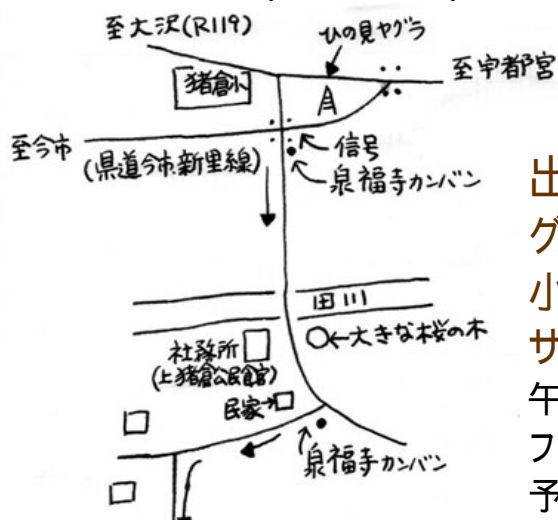 至大沢(R119)
ひの見ヤグラ
至宇都宮
猪倉小
至今市
(県道今市新里線)
信号
泉福寺カンバン
田川
大きな桜の木
社務所
(上猪倉公民館)
民家
泉福寺カンバン
出
グ
小
サ
午
フ
予